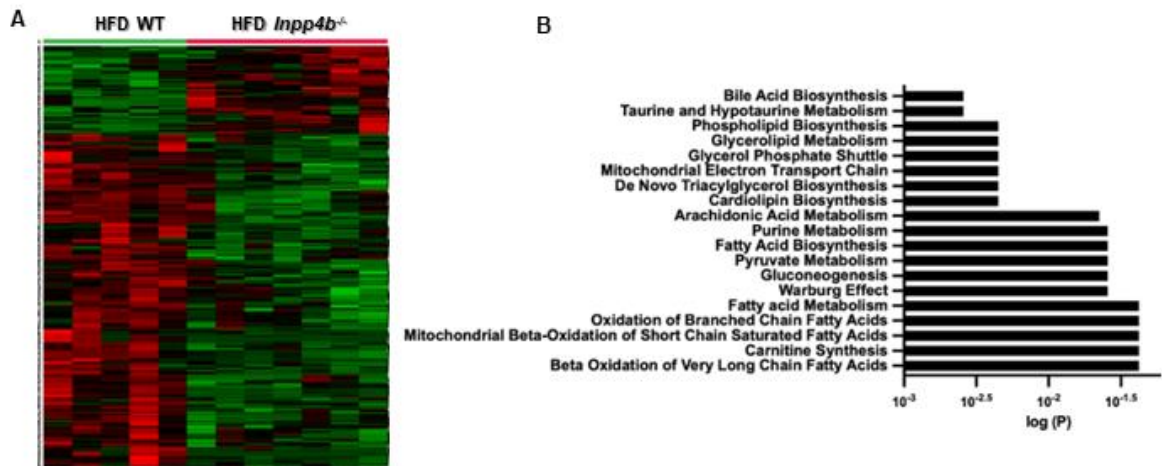 A
HFD WT
HFD Inpp4b-/-
B
Bile Acid Biosynthesis
Taurine and Hypotaurine Metabolism
Phospholipid Biosynthesis
Glycerolipid Metabolism
Glycerol Phosphate Shuttle
Mitochondrial Electron Transport Chain
De Novo Triacylglycerol Biosynthesis
Cardiolipin Biosynthesis
Arachidonic Acid Metabolism
Purine Metabolism
Fatty Acid Biosynthesis
Pyruvate Metabolism
Gluconeogenesis
Warburg Effect
Fatty acid Metabolism
Oxidation of Branched Chain Fatty Acids
Mitochondrial Beta-Oxidation of Short Chain Saturated Fatty Acids
Carnitine Synthesis
Beta Oxidation of Very Long Chain Fatty Acids
10-3 10-2.5 10-2 10-1.5
log (P)